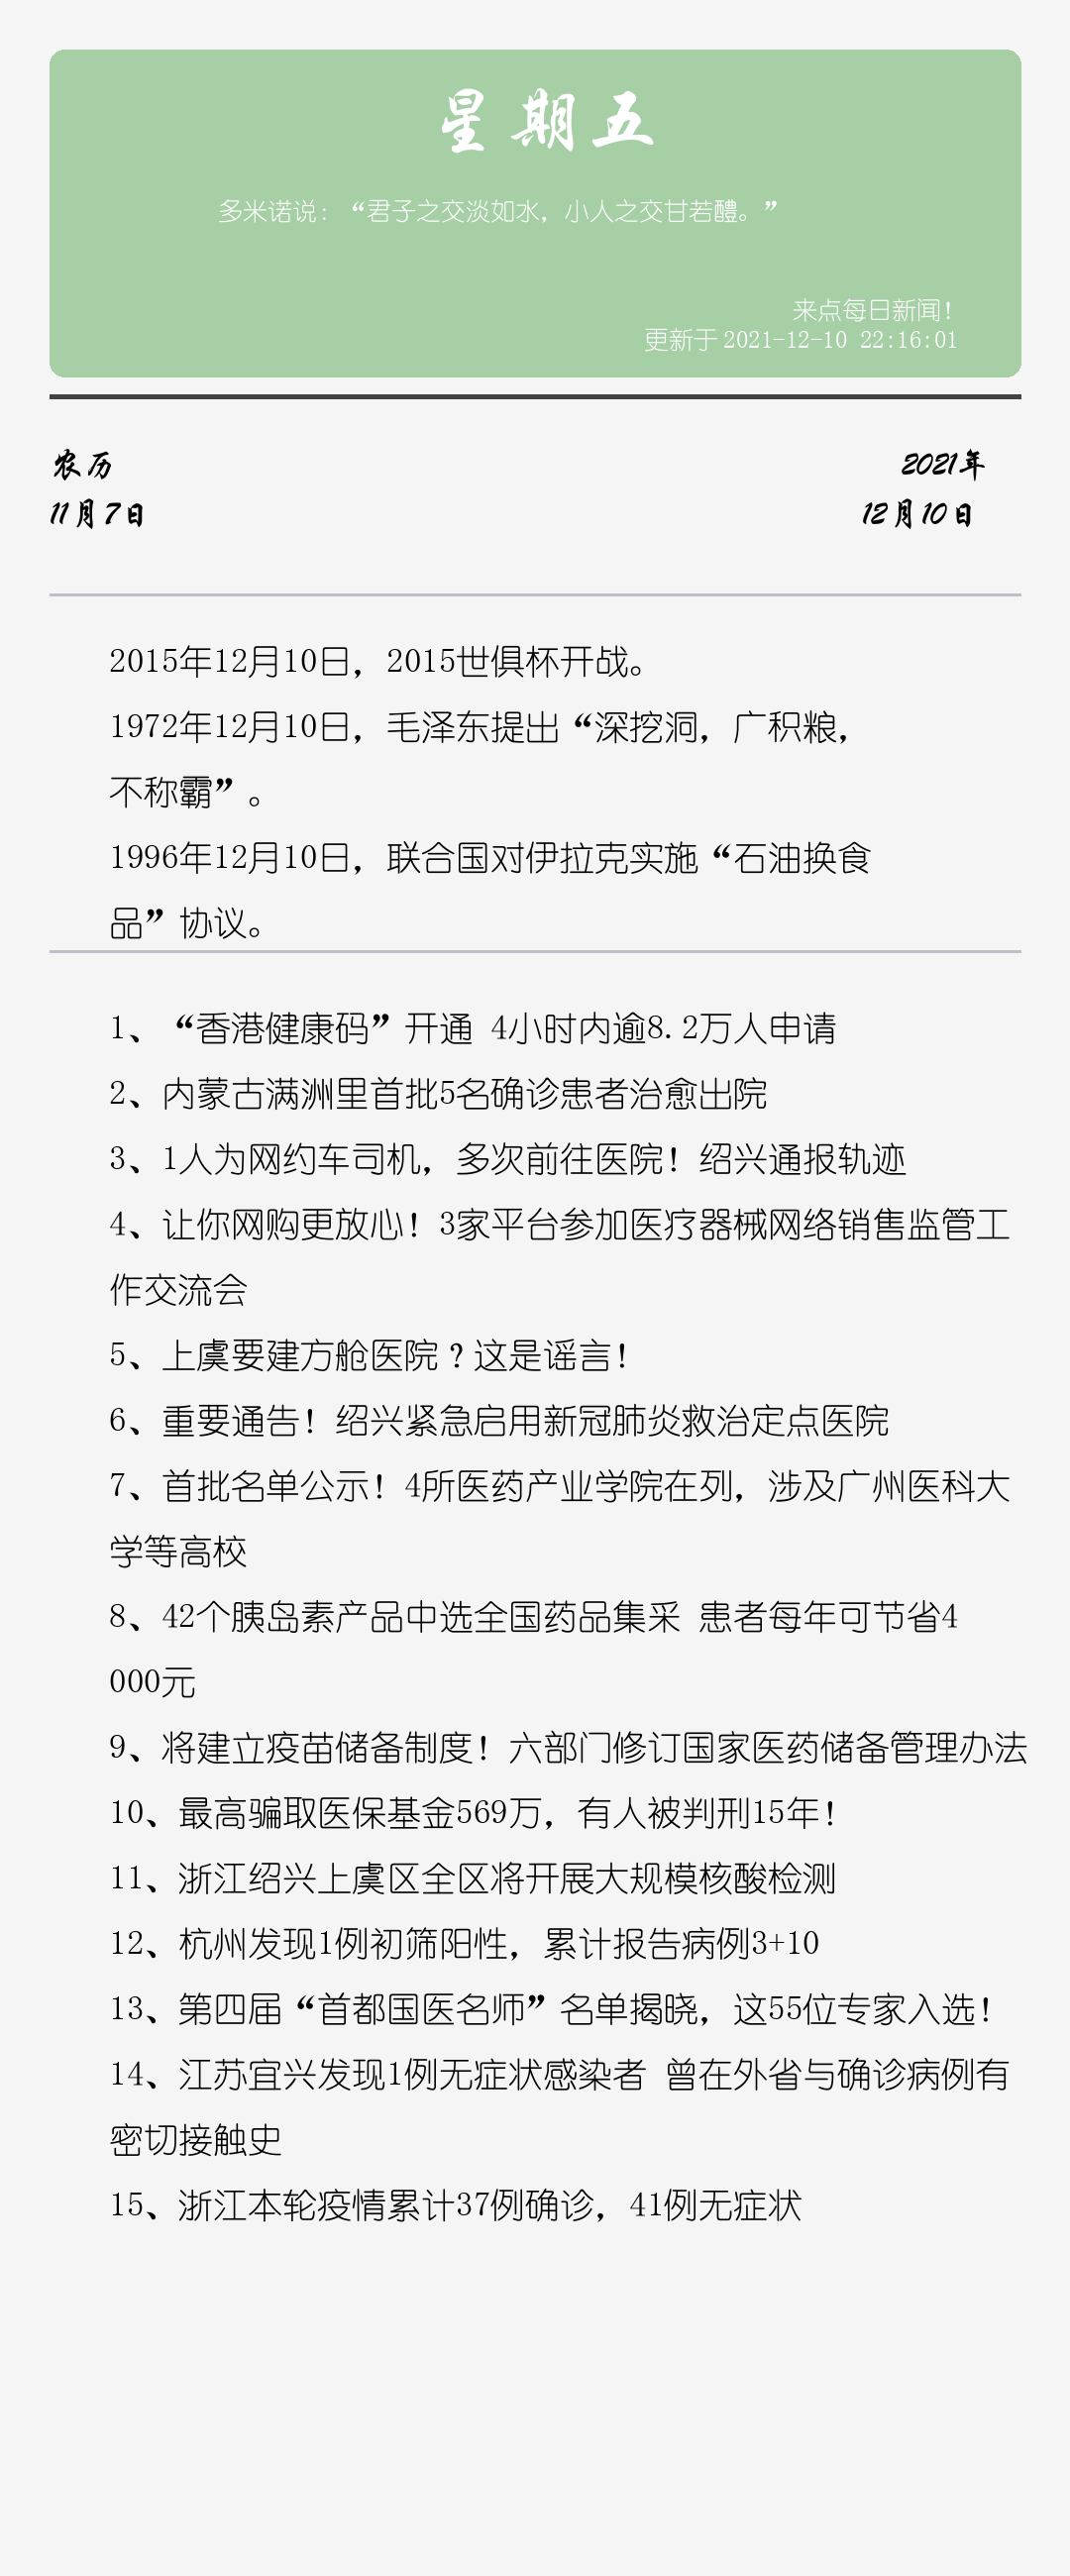 星期五
多米诺说：“君子之交淡如水，小人之交甘若醴。”
来点每日新闻！
更新于 2021-12-10 22:16:01
农历
2021年
11月7日
12月10日
2015年12月10日，2015世俱杯开战。
1972年12月10日，毛泽东提出“深挖洞，广积粮，
不称霸”。
1996年12月10日，联合国对伊拉克实施“石油换食
品”协议。
1、“香港健康码”开通 4小时内逾8.2万人申请
2、内蒙古满洲里首批5名确诊患者治愈出院
3、1人为网约车司机，多次前往医院！绍兴通报轨迹
4、让你网购更放心！3家平台参加医疗器械网络销售监管工
作交流会
5、上虞要建方舱医院？这是谣言！
6、重要通告！绍兴紧急启用新冠肺炎救治定点医院
7、首批名单公示！4所医药产业学院在列，涉及广州医科大
学等高校
8、42个胰岛素产品中选全国药品集采 患者每年可节省4
000元
9、将建立疫苗储备制度！六部门修订国家医药储备管理办法
10、最高骗取医保基金569万，有人被判刑15年！
11、浙江绍兴上虞区全区将开展大规模核酸检测
12、杭州发现1例初筛阳性，累计报告病例3+10
13、第四届“首都国医名师”名单揭晓，这55位专家入选！
14、江苏宜兴发现1例无症状感染者 曾在外省与确诊病例有
密切接触史
15、浙江本轮疫情累计37例确诊，41例无症状